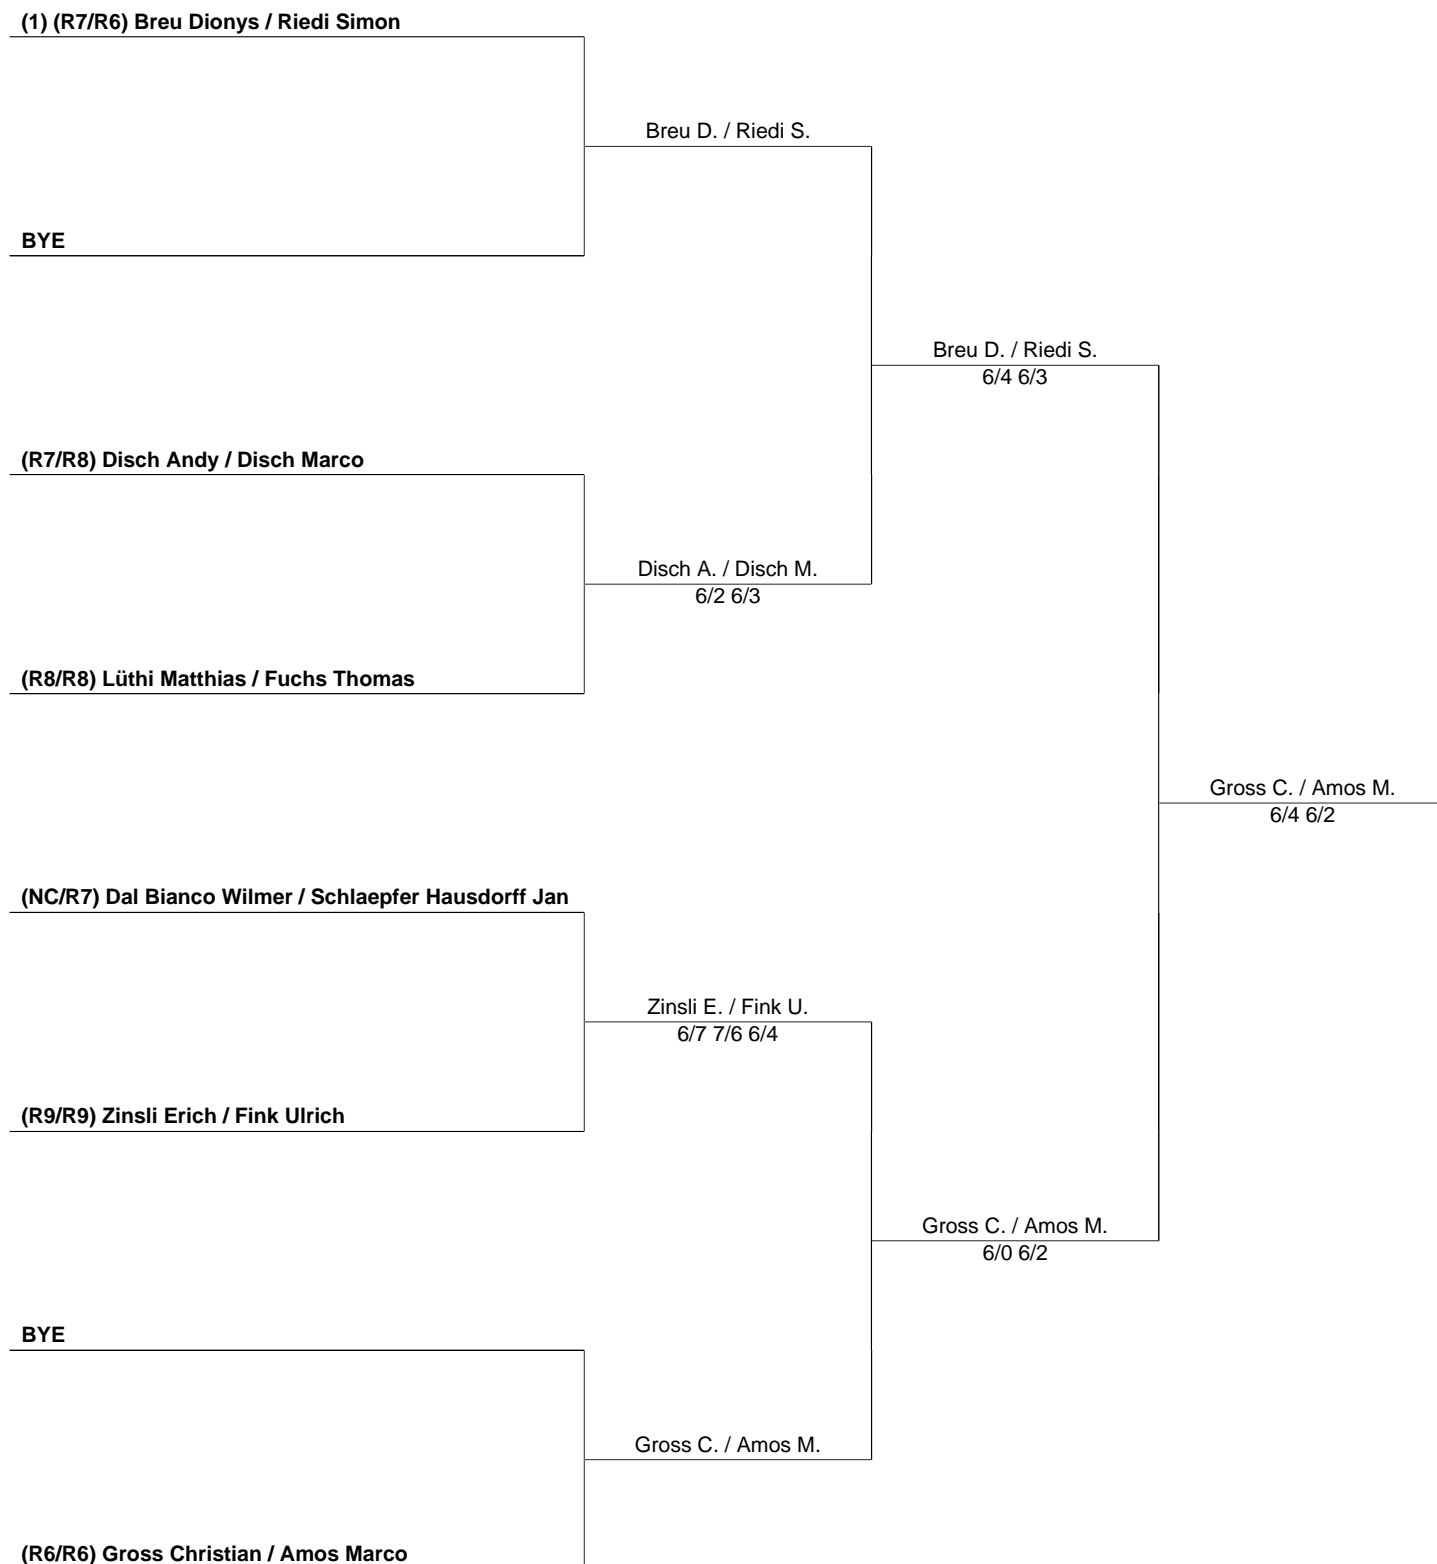 (1) (R7/R6) Breu Dionys / Riedi Simon
Breu D. / Riedi S.
BYE
Breu D. / Riedi S.
6/4 6/3
(R7/R8) Disch Andy / Disch Marco
Disch A. / Disch M.
6/2 6/3
(R8/R8) Lüthi Matthias / Fuchs Thomas
Gross C. / Amos M.
6/4 6/2
(NC/R7) Dal Bianco Wilmer / Schlaepfer Hausdorff Jan
Zinsli E. / Fink U.
6/7 7/6 6/4
(R9/R9) Zinsli Erich / Fink Ulrich
Gross C. / Amos M.
6/0 6/2
BYE
Gross C. / Amos M.
(R6/R6) Gross Christian / Amos Marco